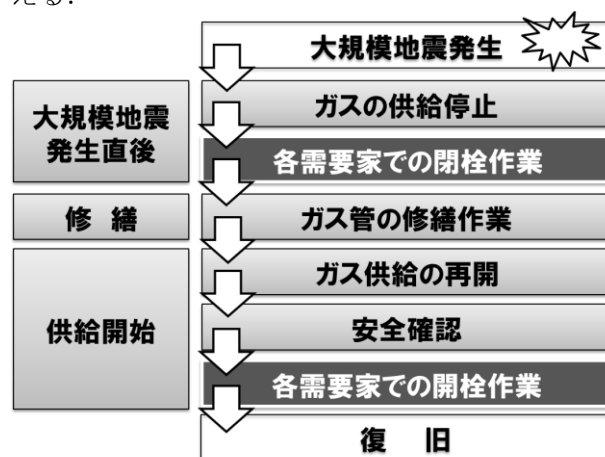 える.
大規模地震発生
大規模地震
発生直後
ガスの供給停止
各需要家での閉栓作業
修 繕
ガス管の修繕作業
供給開始
ガス供給の再開
安全確認
各需要家での開栓作業
復 旧